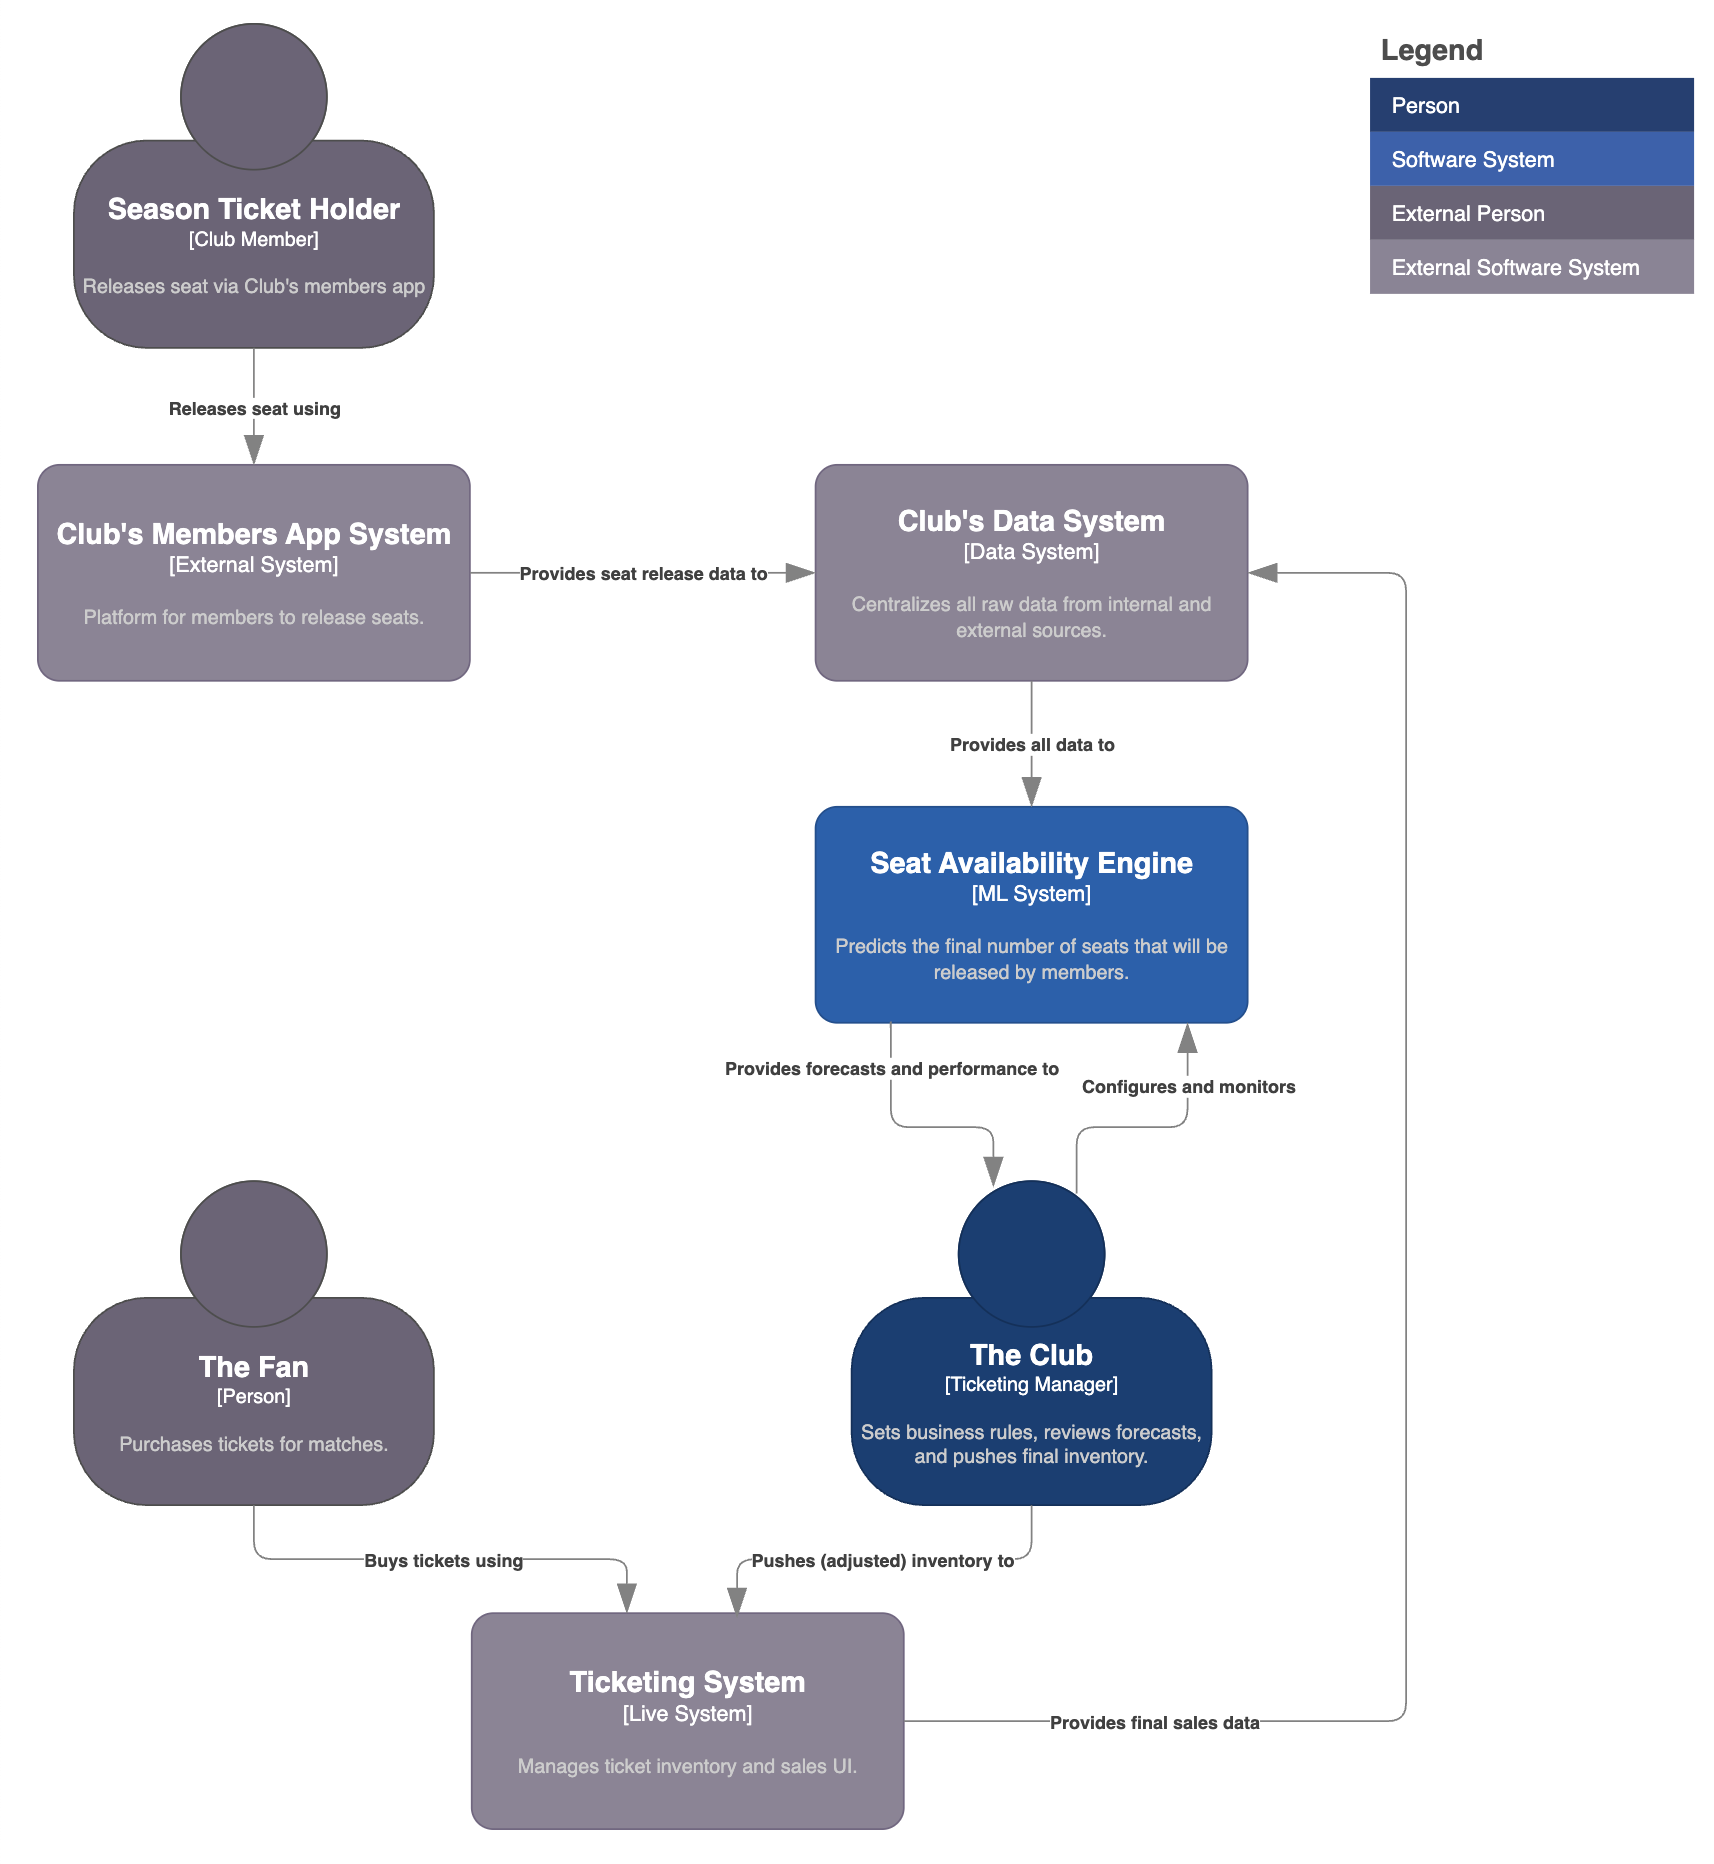 Legend
Person
Software System
External Person
External Software System
Season Ticket Holder
[Club Member]
Releases seat via Club's members app
Releases seat using
Club's Members App System
[External System]
Platform for members to release seats.
Provides seat release data to
Club's Data System
[Data System]
Centralizes all raw data from internal and
external sources.
Provides all data to
Seat Availability Engine
[ML System]
Predicts the final number of seats that will be
released by members.
Provides forecasts and performance to
Configures and monitors
The Fan
[Person]
Purchases tickets for matches.
The Club
[Ticketing Manager]
Sets business rules, reviews forecasts,
and pushes final inventory.
Buys tickets using
Pushes (adjusted) inventory to
Ticketing System
[Live System]
Manages ticket inventory and sales UI.
Provides final sales data